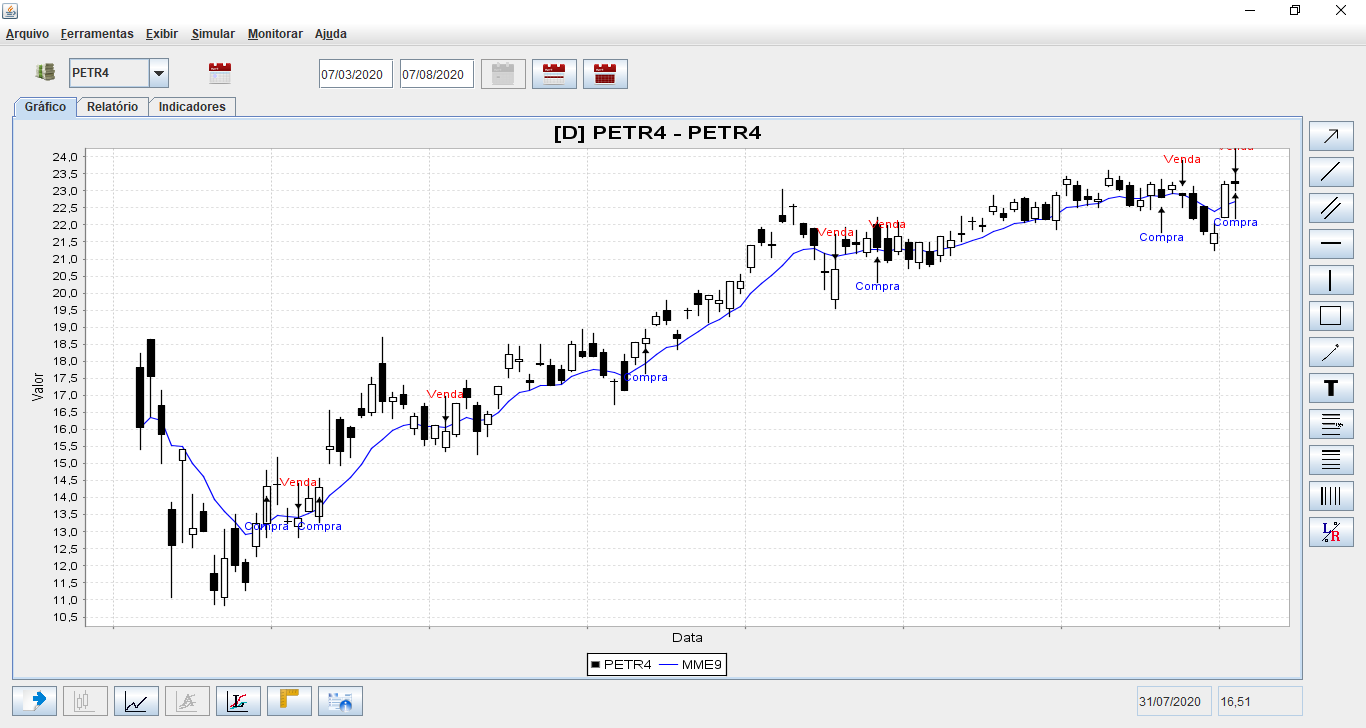 Arquivo Ferramentas Exibir Simular Monitorar Ajuda
PETR4 07/03/2020 07/08/2020
Gráfico Relatório Indicadores
[D] PETR4 - PETR4
24,0
23,5
23,0
22,5
22,0
21,5
21,0
20,5
20,0
19,5
19,0
18,5
18,0
17,5
17,0
16,5
16,0
15,5
15,0
14,5
14,0
13,5
13,0
12,5
12,0
11,5
11,0
10,5
Valor
Venda
Venda
Compra
Compra
Venda
Venda
Compra
Compra
Venda
Compra
Venda
Compra Compra
Data
PETR4 MME9
T
L/R
31/07/2020 16,51